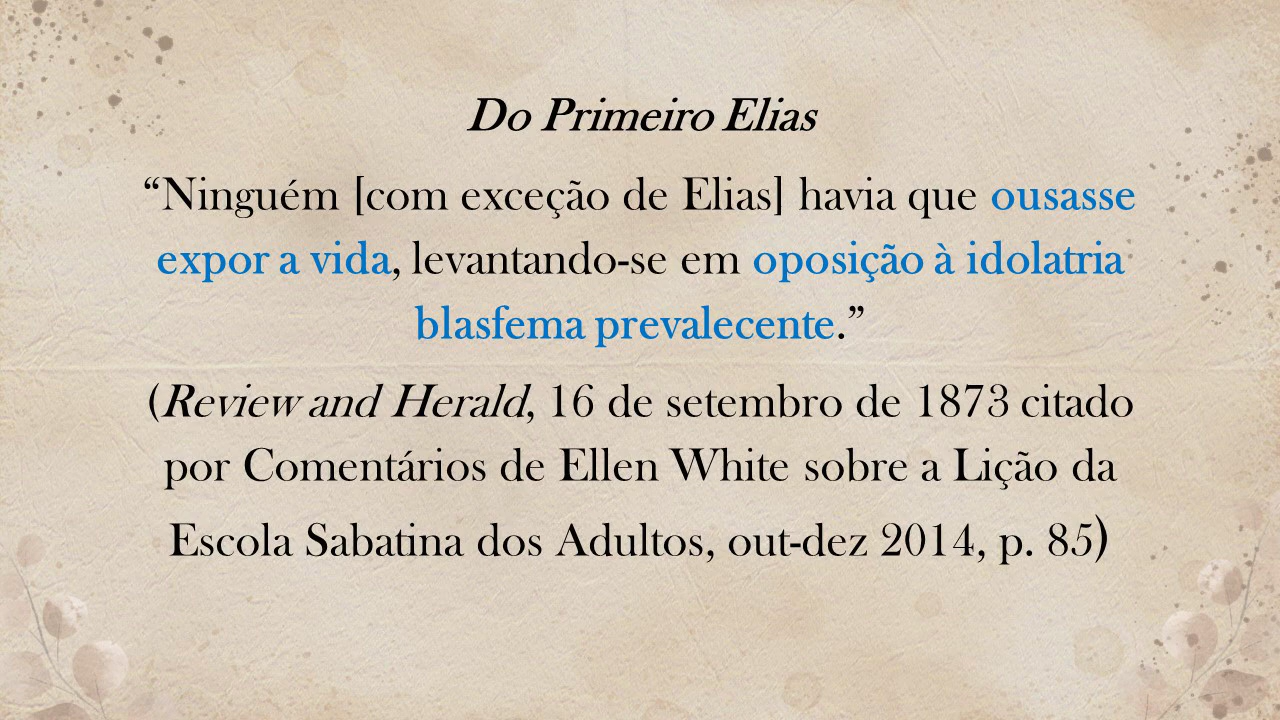 Do Primeiro Elias
“Ninguém [com exceção de Elias] havia que ousasse
expor a vida, levantando-se em oposição à idolatria
blasfema prevalecente.”
(Review and Herald, 16 de setembro de 1873 citado
por Comentários de Ellen White sobre a Lição da
Escola Sabatina dos Adultos, out-dez 2014, p. 85)